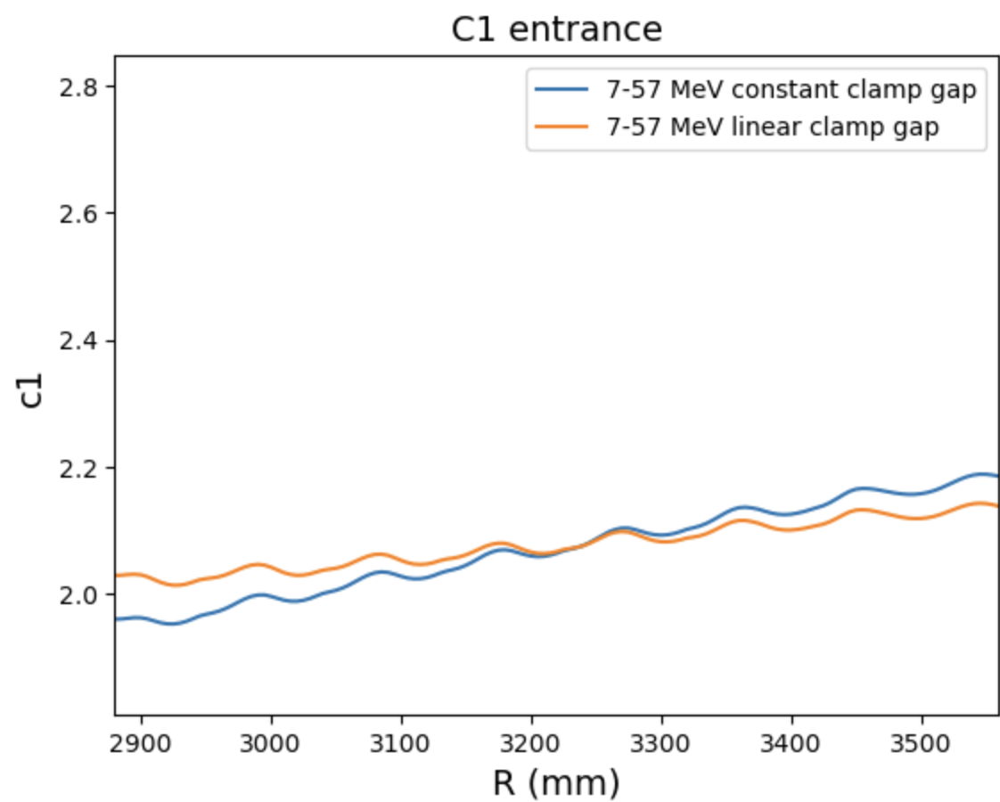 C1 entrance
7-57 MeV constant clamp gap
7-57 MeV linear clamp gap
2.8
2.6
2.4
2.2
2.0
c1
2900 3000 3100 3200 3300 3400 3500
R (mm)